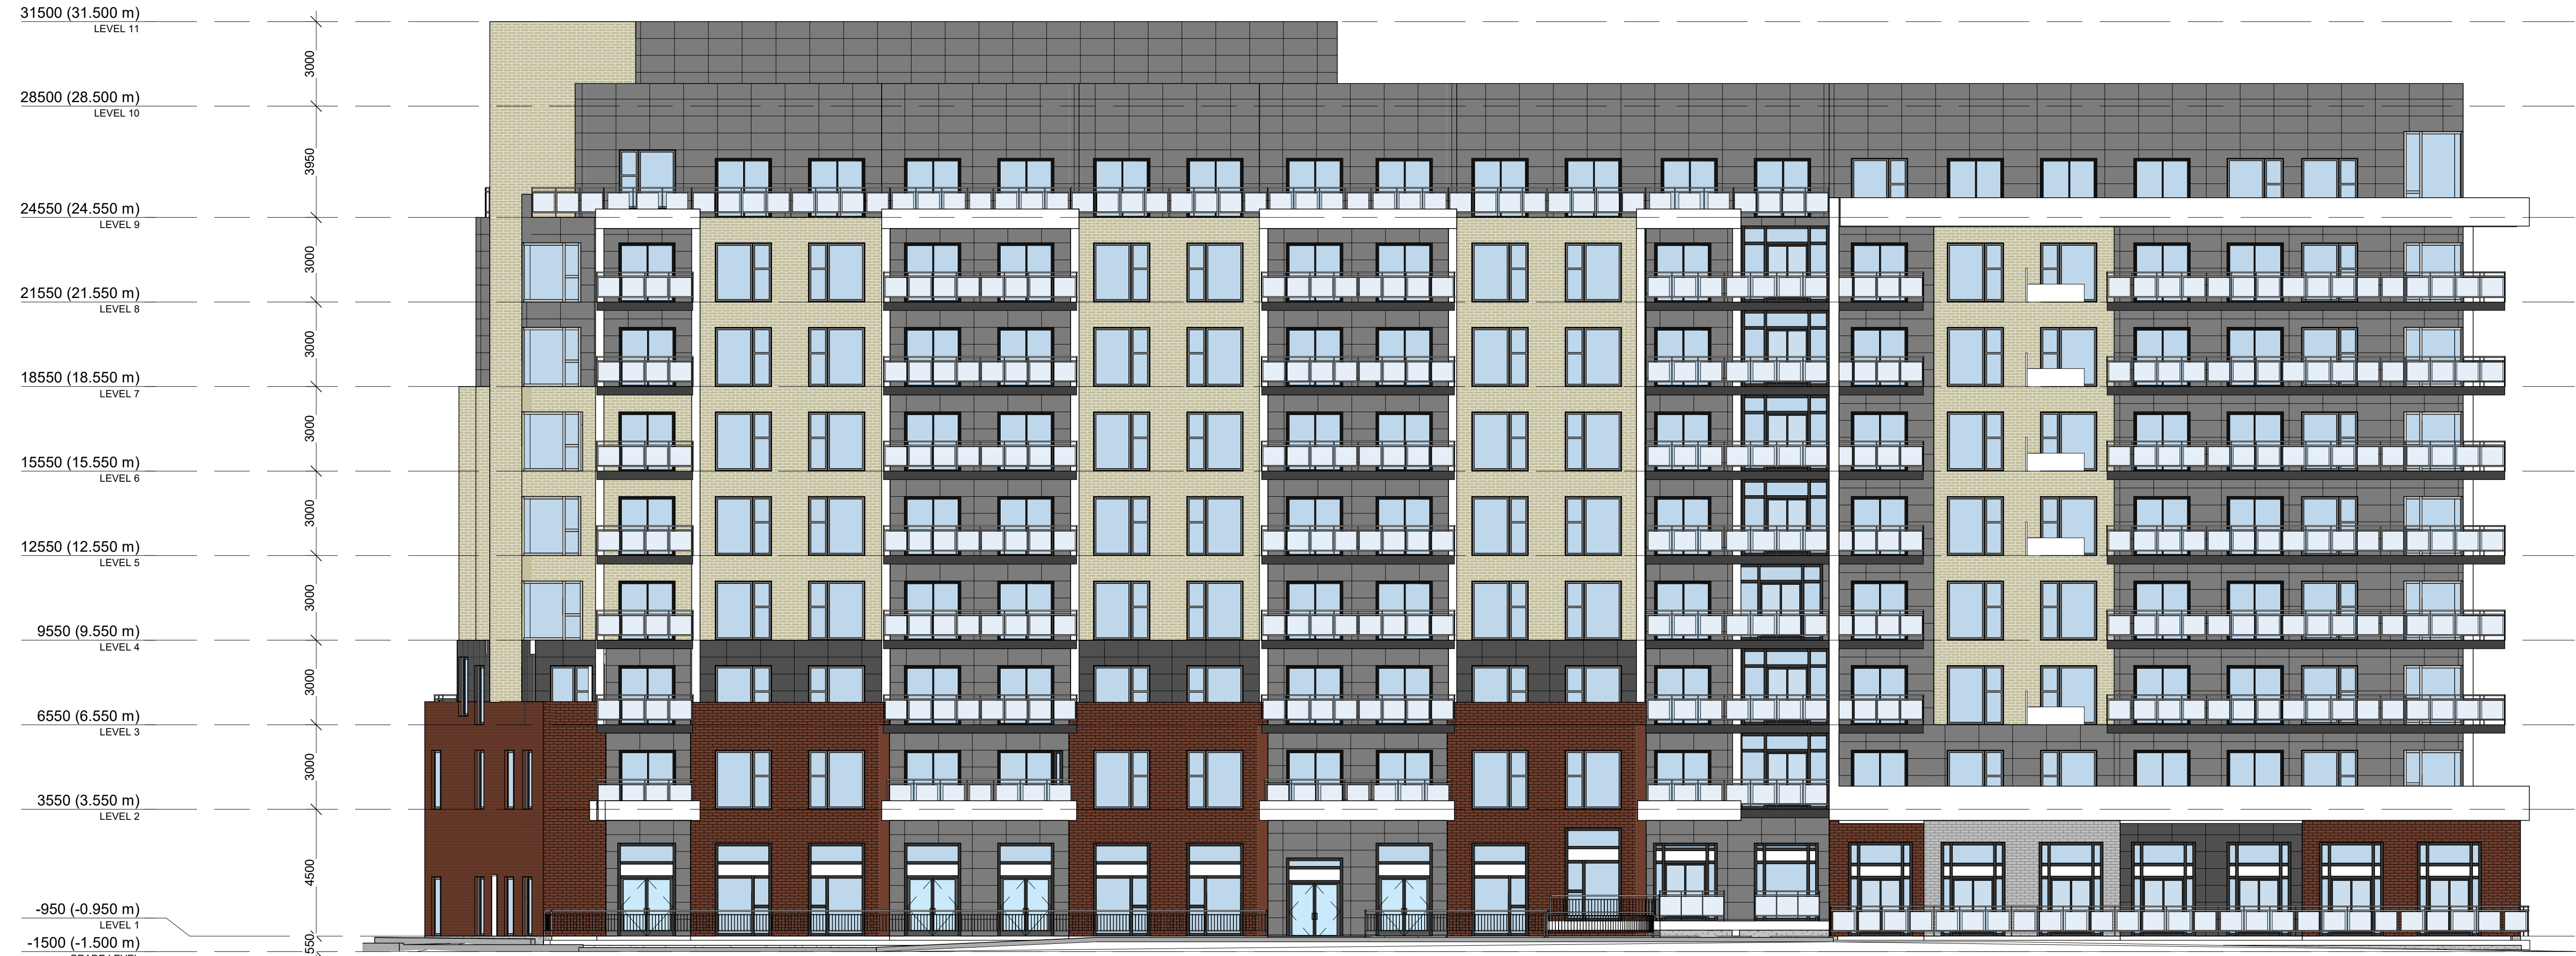 31500 (31.500 m)
LEVEL 11
3000
28500 (28.500 m)
LEVEL 10
3950
24550 (24.550 m)
LEVEL 9
3000
21550 (21.550 m)
LEVEL 8
3000
18550 (18.550 m)
LEVEL 7
3000
15550 (15.550 m)
LEVEL 6
3000
12550 (12.550 m)
LEVEL 5
3000
9550 (9.550 m)
LEVEL 4
3000
6550 (6.550 m)
LEVEL 3
3000
3550 (3.550 m)
LEVEL 2
4500
-950 (-0.950 m)
LEVEL 1
550
-1500 (-1.500 m)
GRADE LEVEL